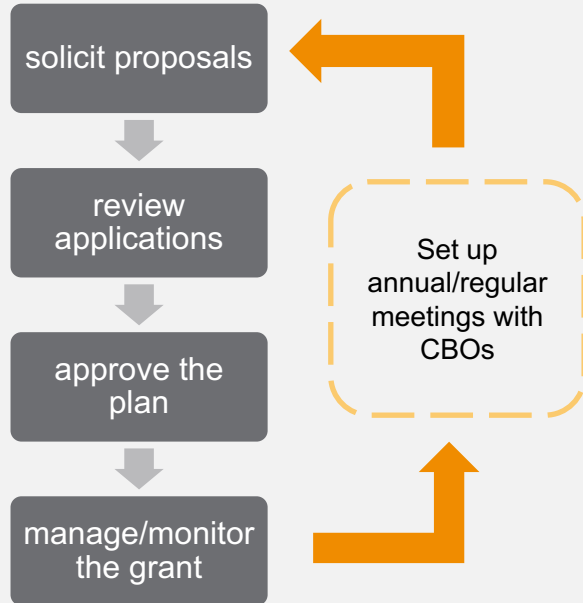 solicit proposals
review
applications
approve the
plan
manage/monitor
the grant
Set up
annual/regular
meetings with
CBOs